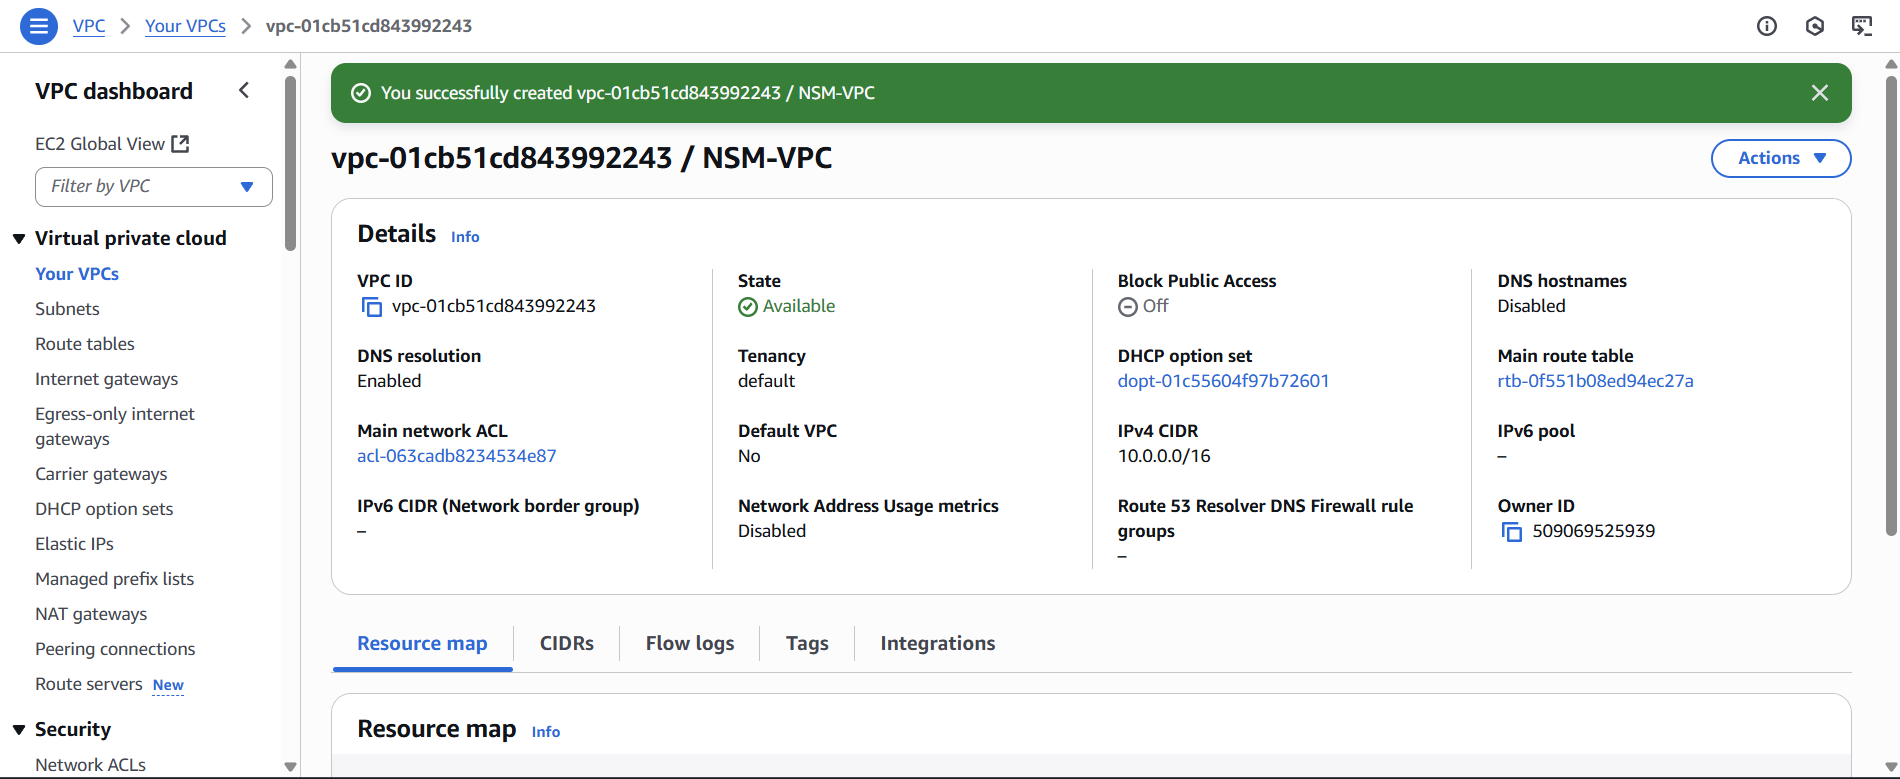 VPC > Your VPCs > vpc-01cb51cd843992243
VPC dashboard
EC2 Global View
Filter by VPC
Virtual private cloud
Your VPCs
Subnets
Route tables
Internet gateways
Egress-only internet
gateways
Carrier gateways
DHCP option sets
Elastic IPs
Managed prefix lists
NAT gateways
Peering connections
Route servers New
Security
Network ACLs
You successfully created vpc-01cb51cd843992243 / NSM-VPC
vpc-01cb51cd843992243 / NSM-VPC
Actions
Details Info
VPC ID
vpc-01cb51cd843992243
State
Available
Block Public Access
Off
DNS hostnames
Disabled
DNS resolution
Enabled
Tenancy
default
DHCP option set
dopt-01c55604f97b72601
Main route table
rtb-0f551b08ed94ec27a
Main network ACL
acl-063cadb8234534e87
Default VPC
No
IPv4 CIDR
10.0.0.0/16
IPv6 pool
–
IPv6 CIDR (Network border group)
–
Network Address Usage metrics
Disabled
Route 53 Resolver DNS Firewall rule
groups
–
Owner ID
509069525939
Resource map
CIDRs
Flow logs
Tags
Integrations
Resource map Info